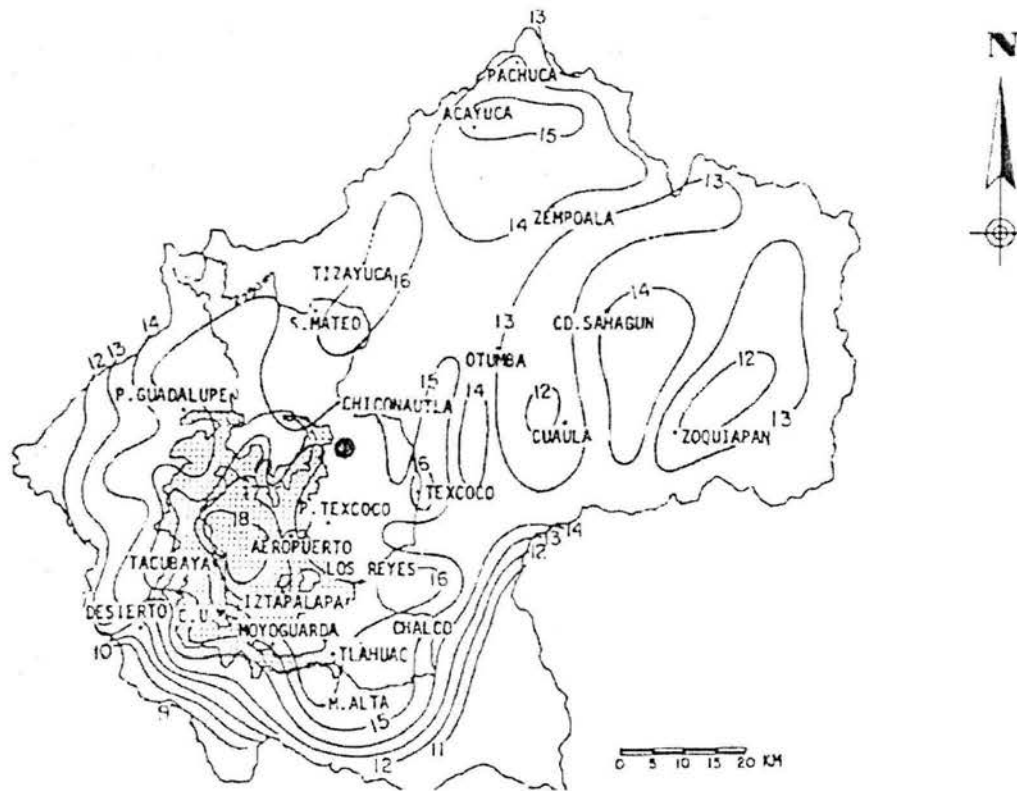 13
N
PACHUCA
ACAYUCA
15
13
14 ZEMPOALA
TIZAYUCA 16
14
S.MATEO
14
13
CD.SAHAGUN
12 13
OTUMBA
15
14
12
12
P.GUADALUPE
CHICONAUTLA
13
CUAULA
ZOQUIAPAN
6
TEXCOCO
P.TEXCOCO
18
14
13
12
AEROPUERTO
TACUBAYA
LOS REYES
16
IZTAPALAPA
DESIERTO
C.U.
CHALCO
MOYOGUARDA
TLAHUAC
10
M.ALTA
9
15
11
12
0 5 10 15 20 KM